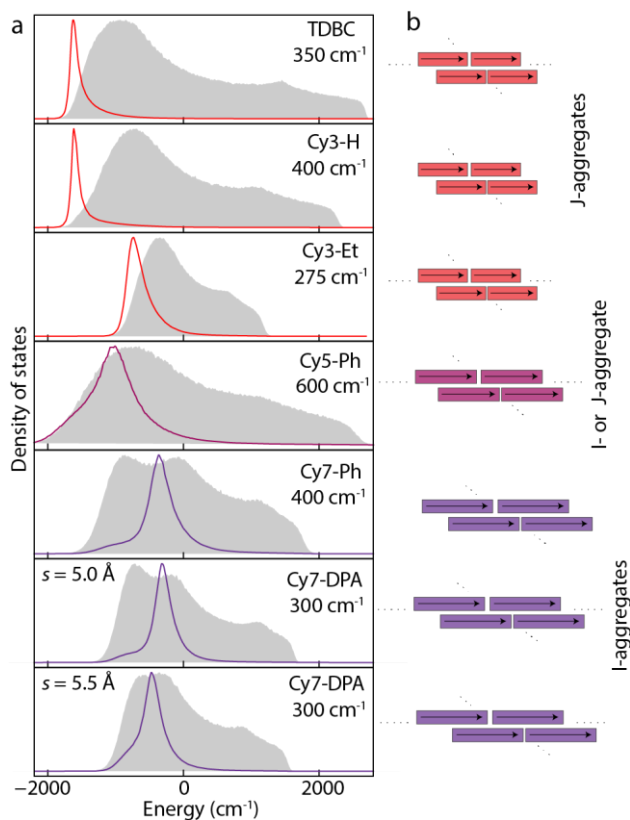 a
b
TDBC
350 cm⁻¹
Cy3-H
400 cm⁻¹
Cy3-Et
275 cm⁻¹
Cy5-Ph
600 cm⁻¹
Cy7-Ph
400 cm⁻¹
s = 5.0 Å
Cy7-DPA
300 cm⁻¹
s = 5.5 Å
Cy7-DPA
300 cm⁻¹
Density of states
−2000
0
2000
Energy (cm⁻¹)
J-aggregates
I- or J-aggregate
I-aggregates